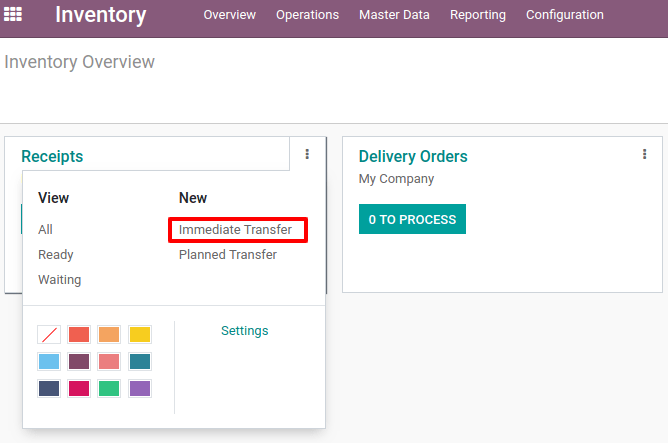 Inventory Overview Operations Master Data Reporting Configuration
Inventory Overview
Receipts
View New
All Immediate Transfer
Ready Planned Transfer
Waiting
Settings
Delivery Orders
My Company
0 TO PROCESS